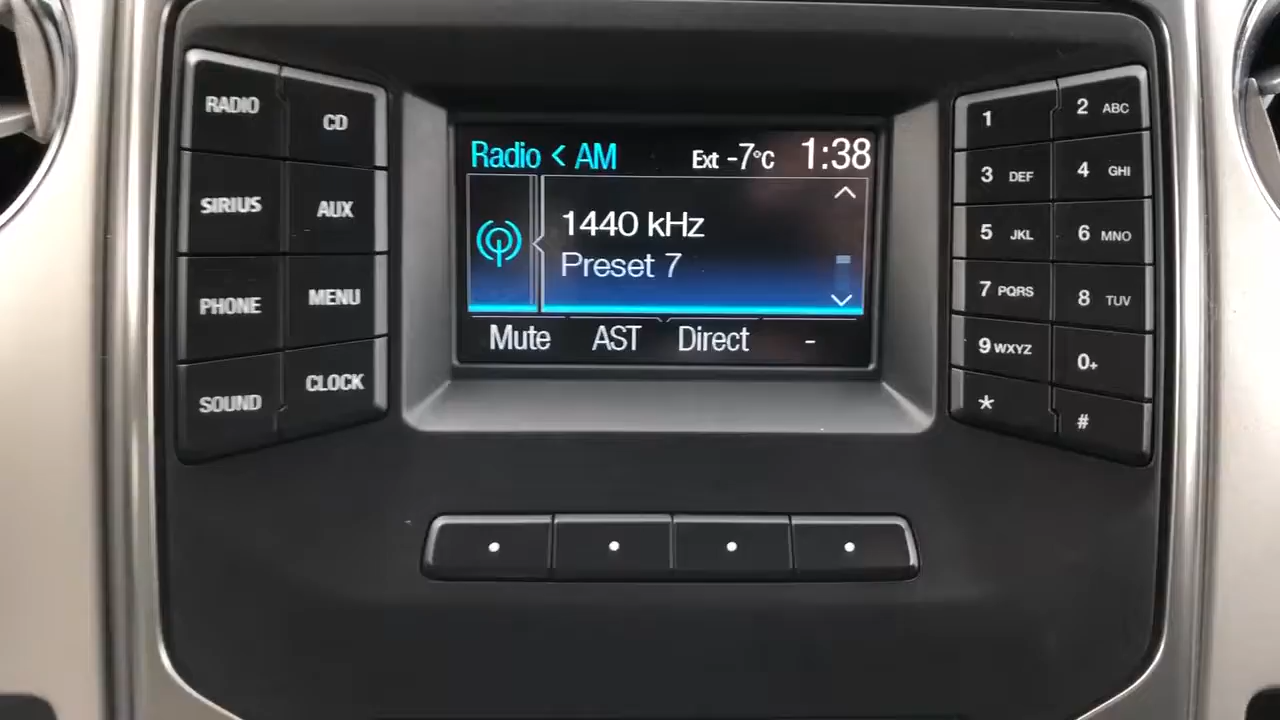 RADIO
CD
SIRIUS
AUX
PHONE
MENU
SOUND
CLOCK
Radio < AM
Ext -7°C
1:38
1440 kHz
Preset 7
Mute
AST
Direct
-
1
2 ABC
3 DEF
4 GHI
5 JKL
6 MNO
7 PQRS
8 TUV
9 WXYZ
0+
*
#